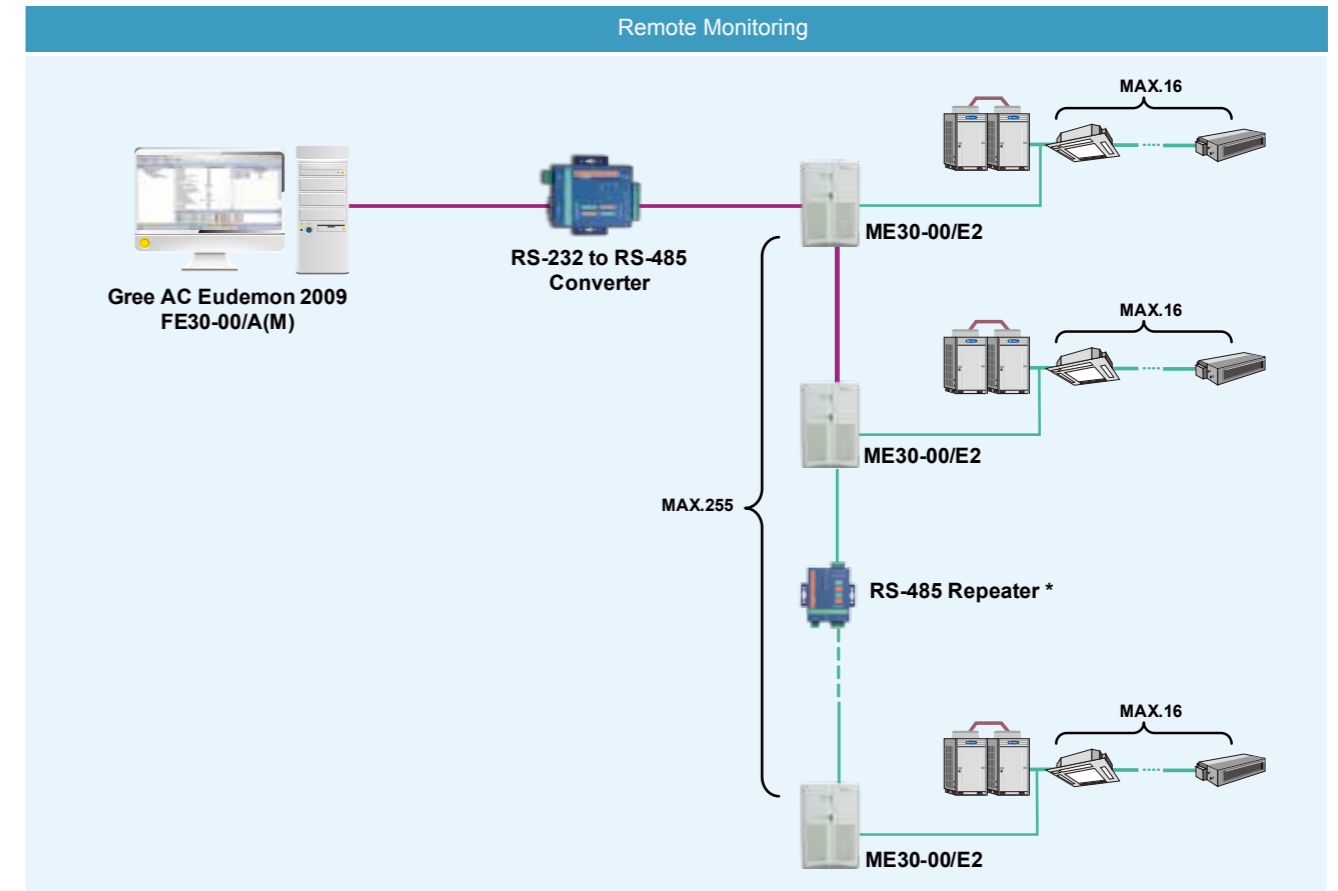 Remote Monitoring
MAX.16
ME30-00/E2
RS-232 to RS-485
Converter
Gree AC Eudemon 2009
FE30-00/A(M)
MAX.16
ME30-00/E2
MAX.255
RS-485 Repeater *
MAX.16
ME30-00/E2